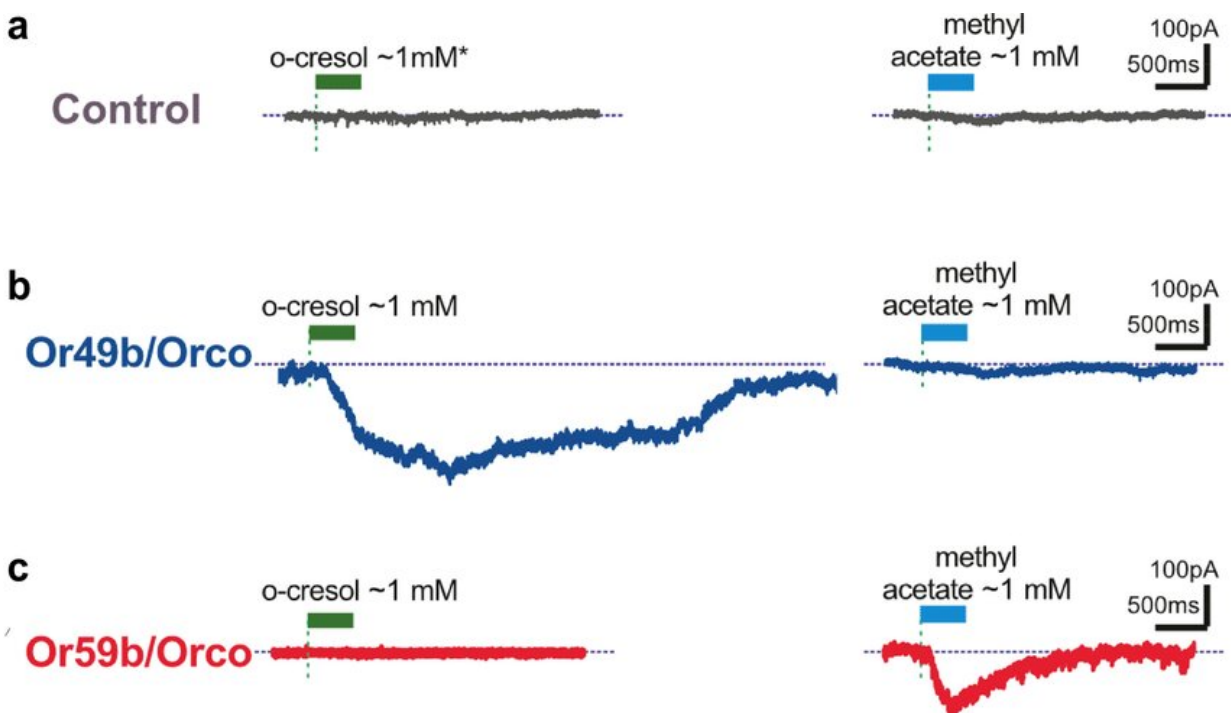 a
Control
o-cresol ~1mM*
methyl
acetate ~1 mM
100pA
500ms
b
Or49b/Orco
o-cresol ~1 mM
methyl
acetate ~1 mM
100pA
500ms
c
Or59b/Orco
o-cresol ~1 mM
methyl
acetate ~1 mM
100pA
500ms